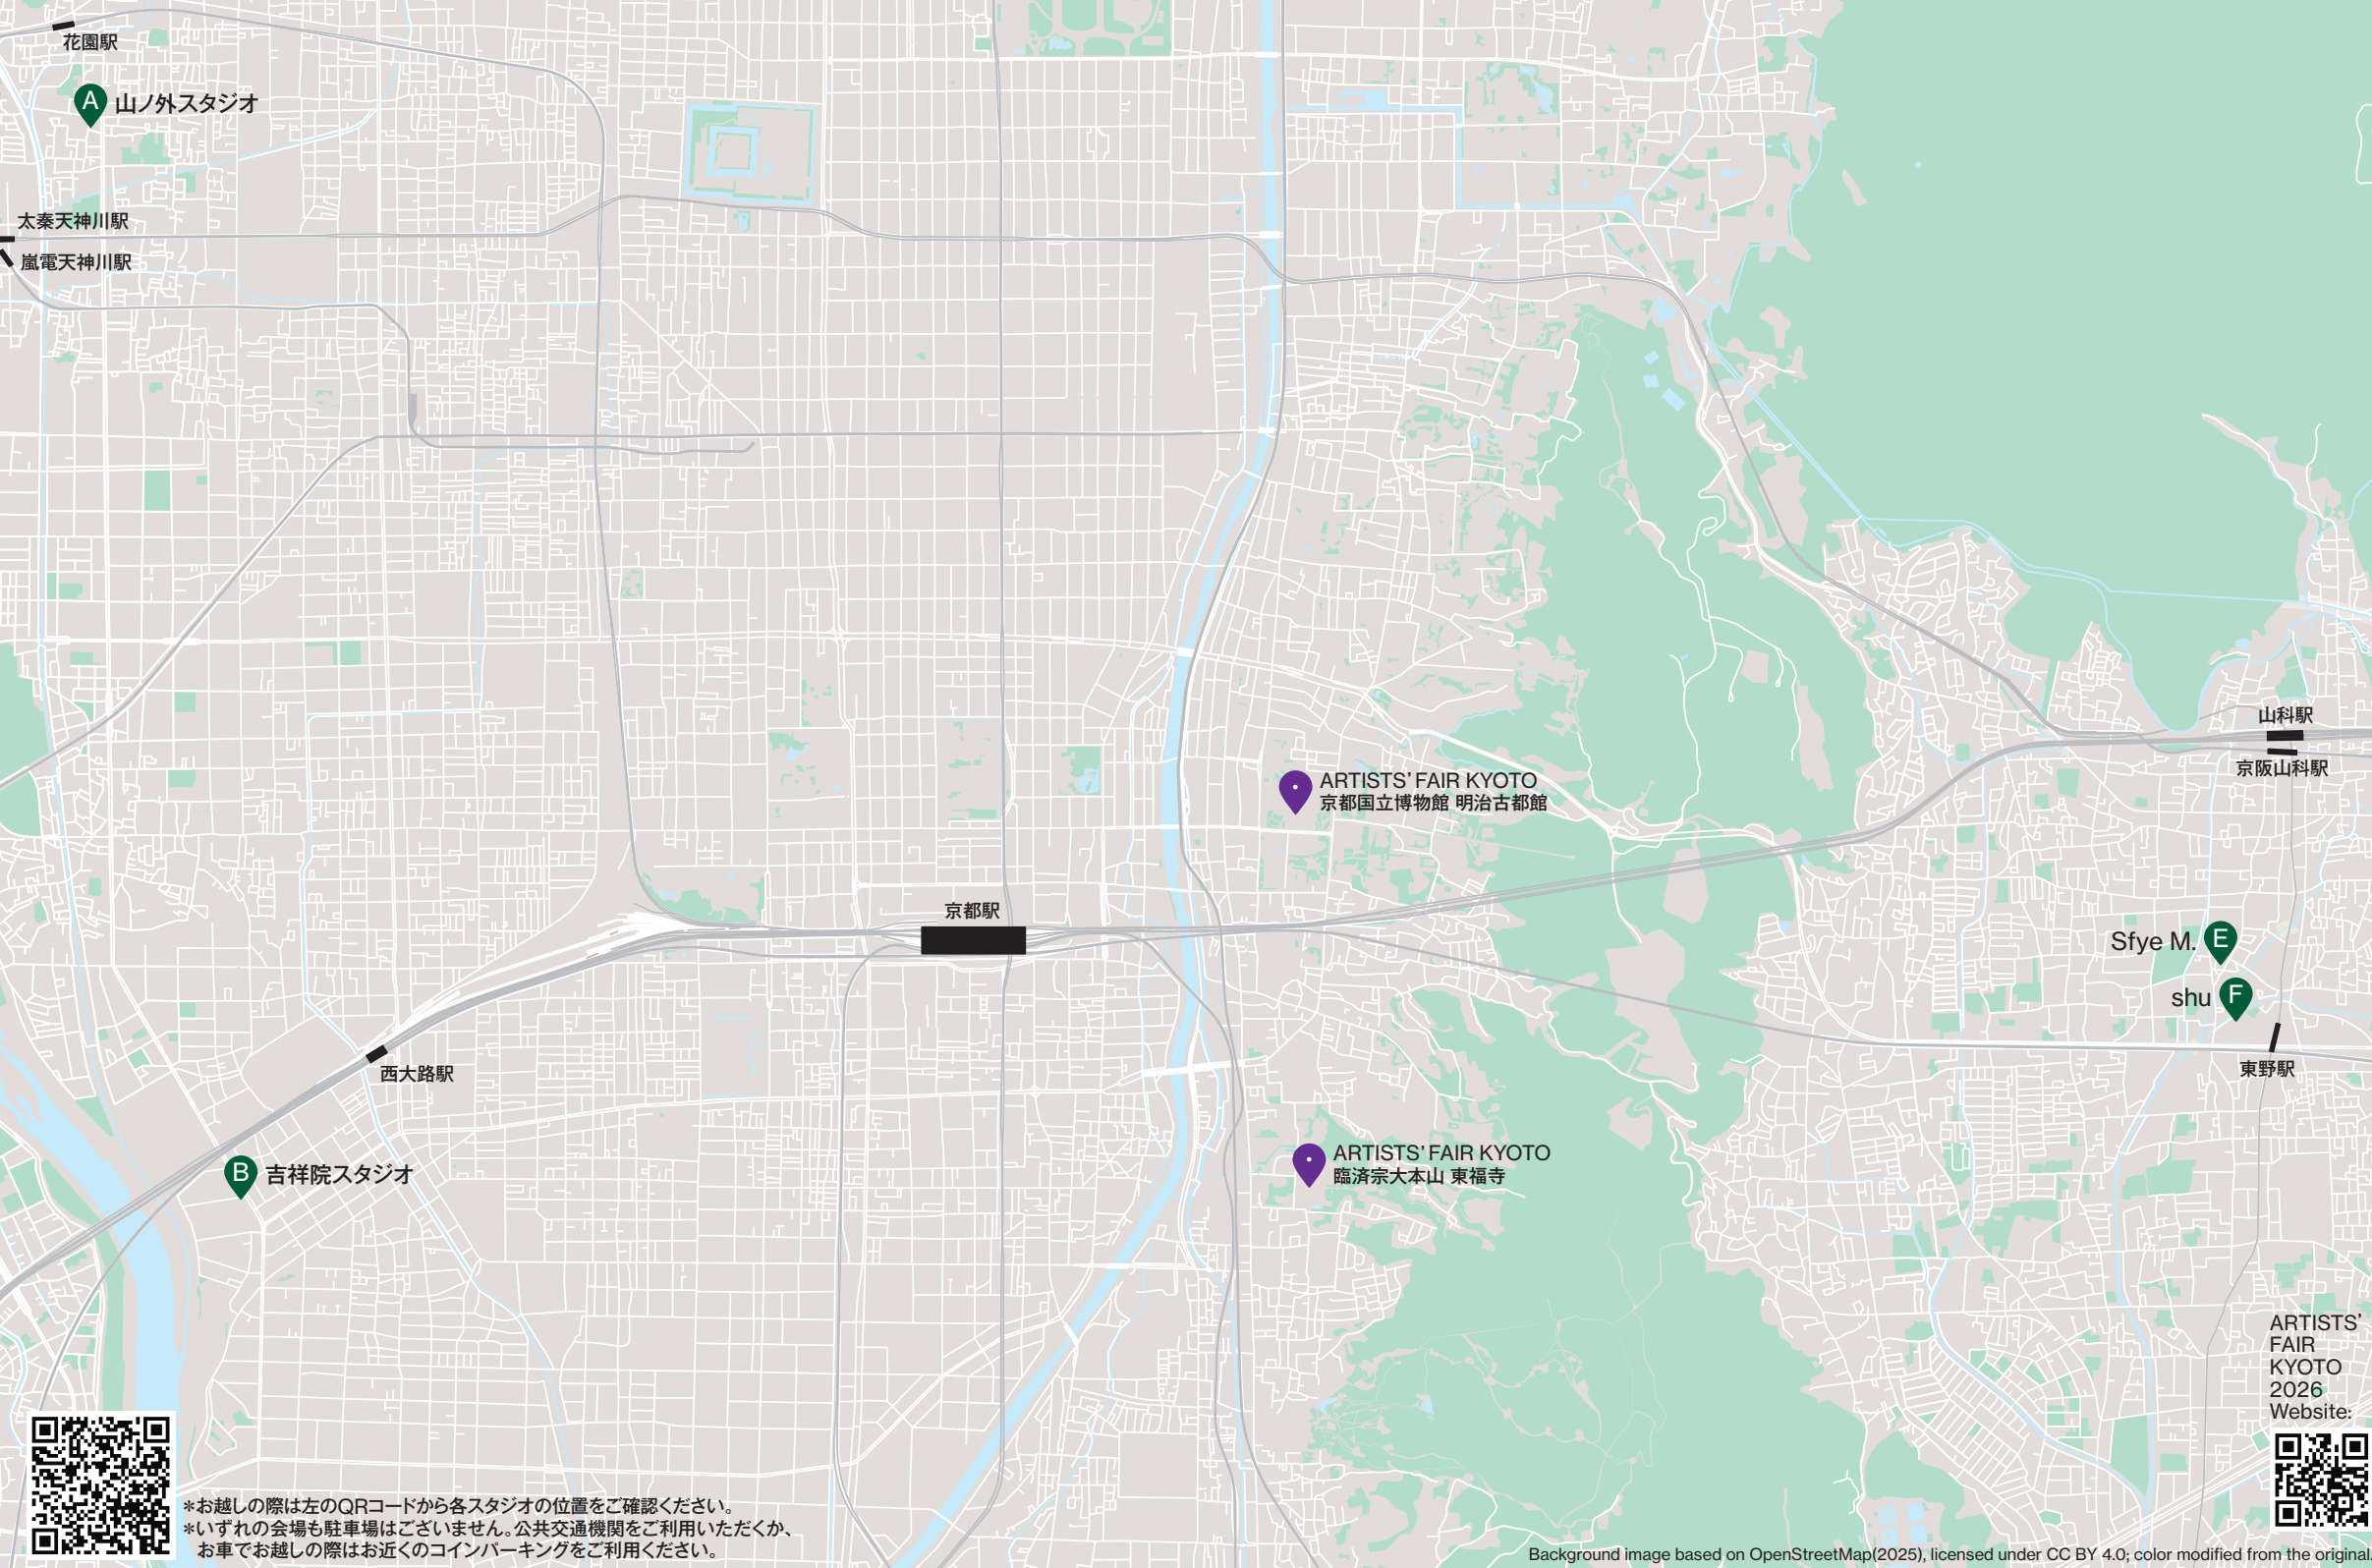 花園駅
A 山ノ外スタジオ
太秦天神川駅
嵐電天神川駅
山科駅
京阪山科駅
ARTISTS’ FAIR KYOTO
京都国立博物館 明治古都館
京都駅
Sfye M. E
shu F
東野駅
西大路駅
B 吉祥院スタジオ
ARTISTS’ FAIR KYOTO
臨済宗大本山 東福寺
ARTISTS’
FAIR
KYOTO
2026
Website:
*お越しの際は左のQRコードから各スタジオの位置をご確認ください。
*いずれの会場も駐車場はございません。公共交通機関をご利用いただくか、
お車でお越しの際はお近くのコインパーキングをご利用ください。
Background image based on OpenStreetMap(2025), licensed under CC BY 4.0; color modified from the original